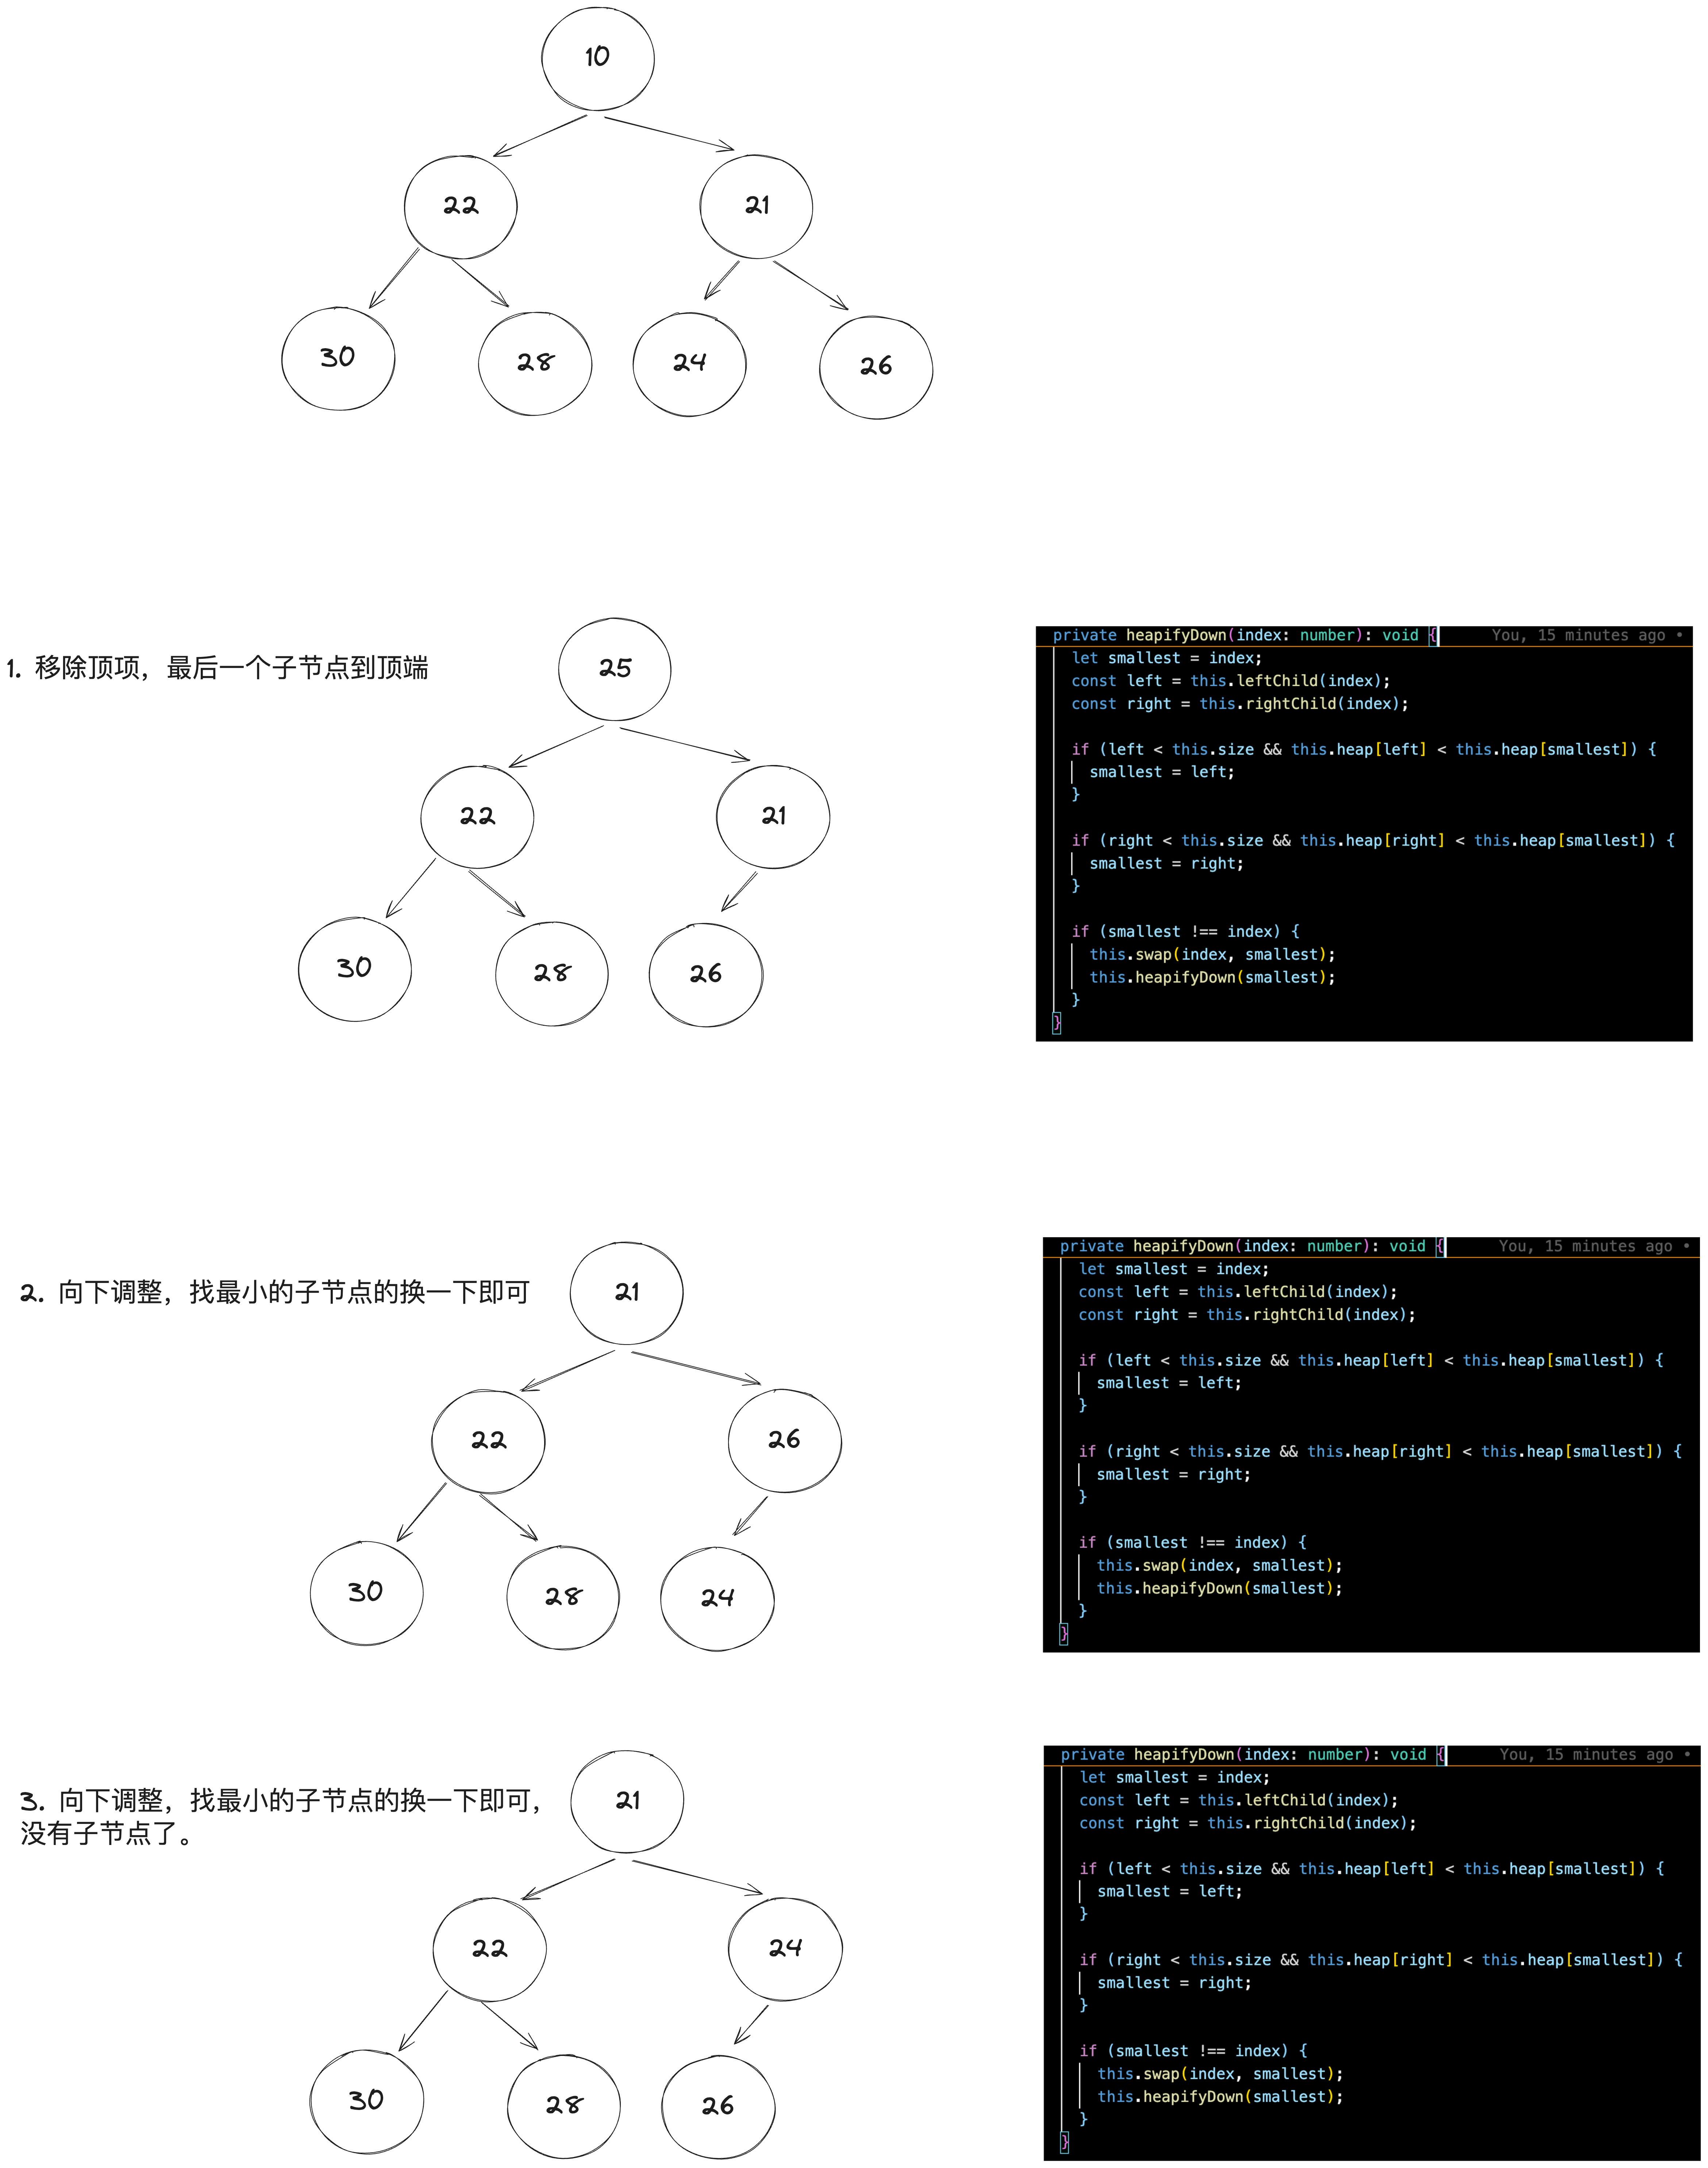 10
22
21
30
28
24
26
1. 移除顶项，最后一个子节点到顶端
25
22
21
30
28
26
private heapifyDown(index: number): void { You, 15 minutes ago •
let smallest = index;
const left = this.leftChild(index);
const right = this.rightChild(index);
if (left < this.size && this.heap[left] < this.heap[smallest]) {
smallest = left;
}
if (right < this.size && this.heap[right] < this.heap[smallest]) {
smallest = right;
}
if (smallest !== index) {
this.swap(index, smallest);
this.heapifyDown(smallest);
}
}
2. 向下调整，找最小的子节点的换一下即可
21
22
26
30
28
24
private heapifyDown(index: number): void { You, 15 minutes ago •
let smallest = index;
const left = this.leftChild(index);
const right = this.rightChild(index);
if (left < this.size && this.heap[left] < this.heap[smallest]) {
smallest = left;
}
if (right < this.size && this.heap[right] < this.heap[smallest]) {
smallest = right;
}
if (smallest !== index) {
this.swap(index, smallest);
this.heapifyDown(smallest);
}
}
3. 向下调整，找最小的子节点的换一下即可，
没有子节点了。
21
22
24
30
28
26
private heapifyDown(index: number): void { You, 15 minutes ago •
let smallest = index;
const left = this.leftChild(index);
const right = this.rightChild(index);
if (left < this.size && this.heap[left] < this.heap[smallest]) {
smallest = left;
}
if (right < this.size && this.heap[right] < this.heap[smallest]) {
smallest = right;
}
if (smallest !== index) {
this.swap(index, smallest);
this.heapifyDown(smallest);
}
}